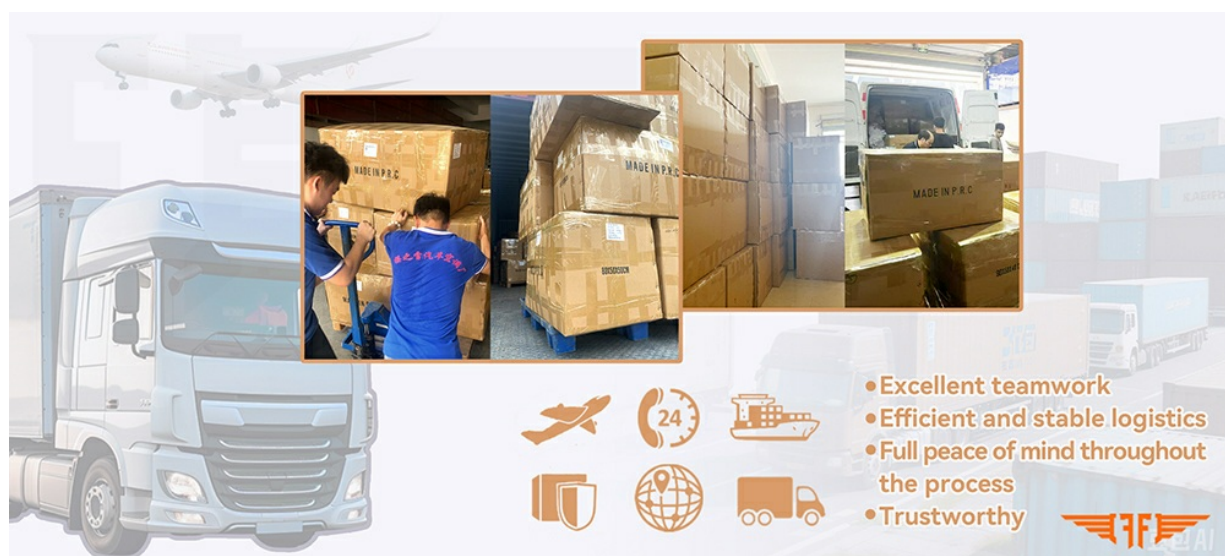 MADE IN P.R.C
MADE IN P.R.C
MADE IN P.R.C
24
•Excellent teamwork
•Efficient and stable logistics
•Full peace of mind throughout
the process
•Trustworthy